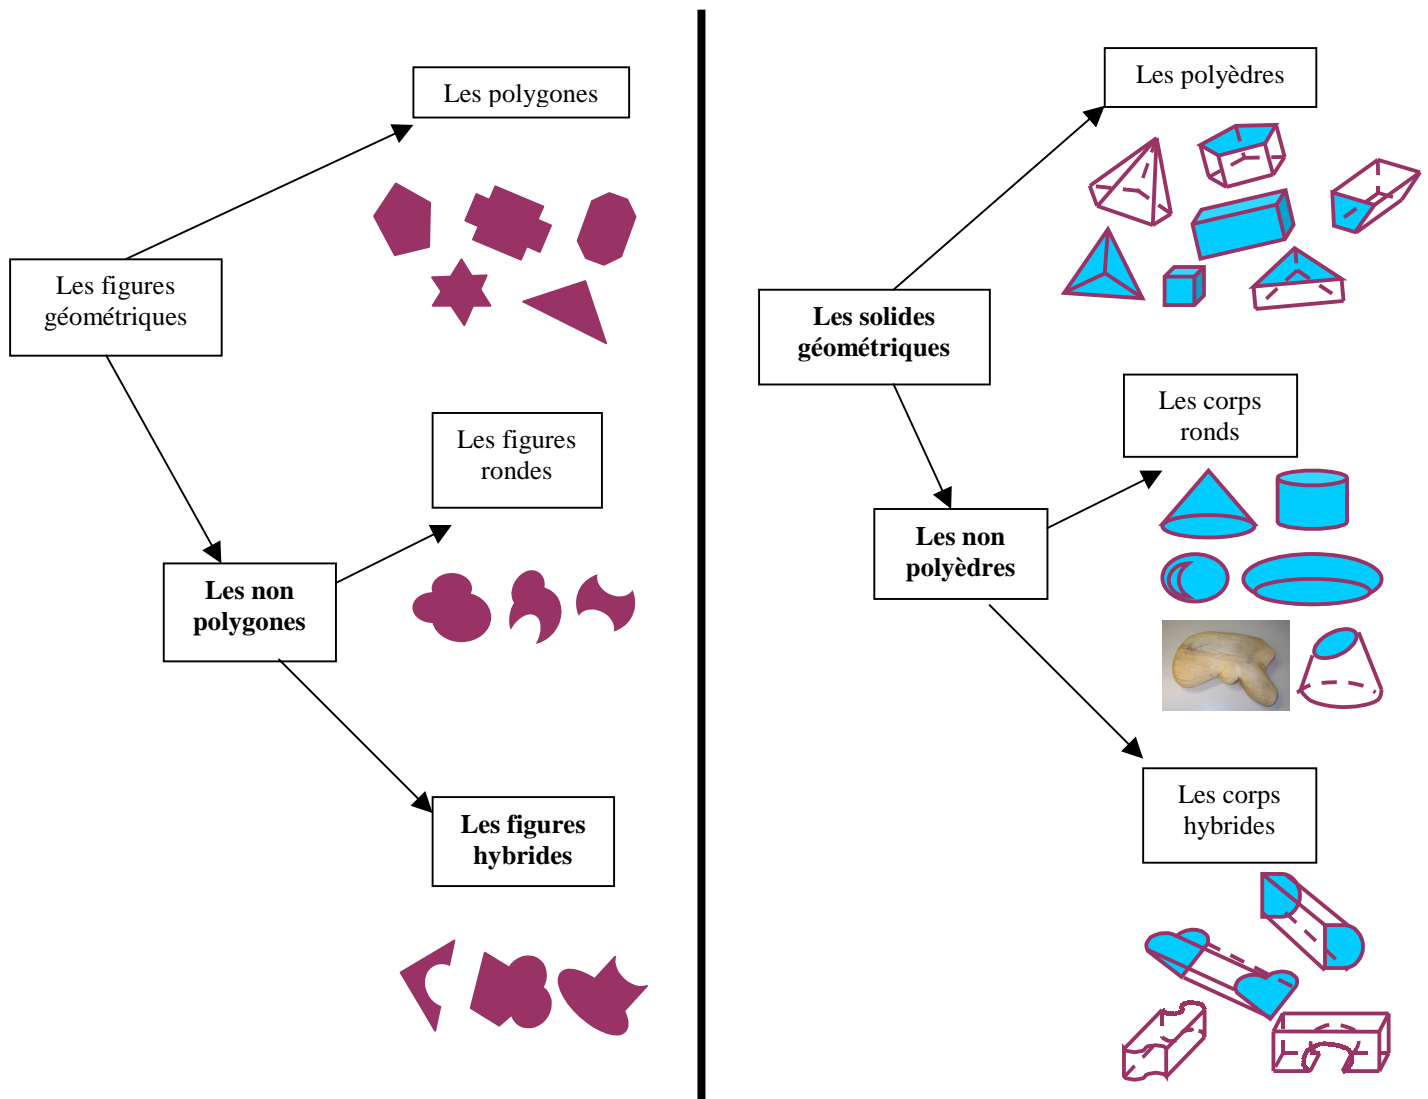 Les polygones
Les figures
géométriques
Les figures
rondes
Les non
polygones
Les figures
hybrides
Les polyèdres
Les solides
géométriques
Les corps
ronds
Les non
polyèdres
Les corps
hybrides